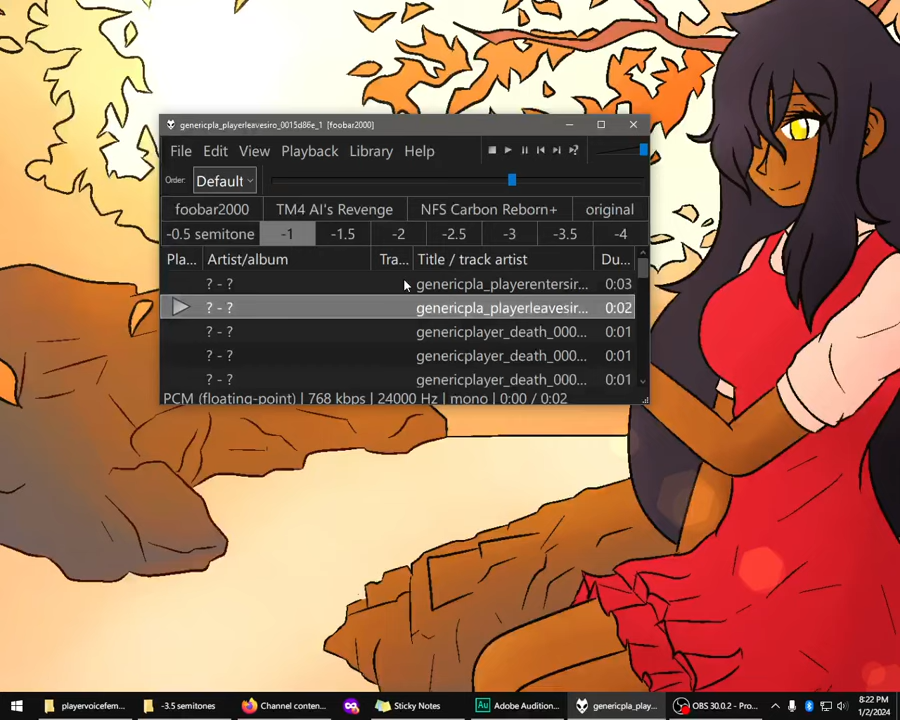 genericpla_playerleavesiro_0015d86e_1 [foobar2000]
File Edit View Playback Library Help
Order: Default
foobar2000 TM4 AI's Revenge NFS Carbon Reborn+ original
-0.5 semitone -1 -1.5 -2 -2.5 -3 -3.5 -4
Pla... Artist/album Tra... Title / track artist Du...
? - ? genericpla_playerentersir... 0:03
? - ? genericpla_playerleavesir... 0:02
? - ? genericplayer_death_000... 0:01
? - ? genericplayer_death_000... 0:01
? - ? genericplayer_death_000... 0:01
PCM (floating-point) | 768 kbps | 24000 Hz | mono | 0:00 / 0:02
playervoicefem... -3.5 semitones Channel conten... Sticky Notes Au Adobe Audition... genericpla_play... OBS 30.0.2 - Pro... 8:22 PM
1/2/2024